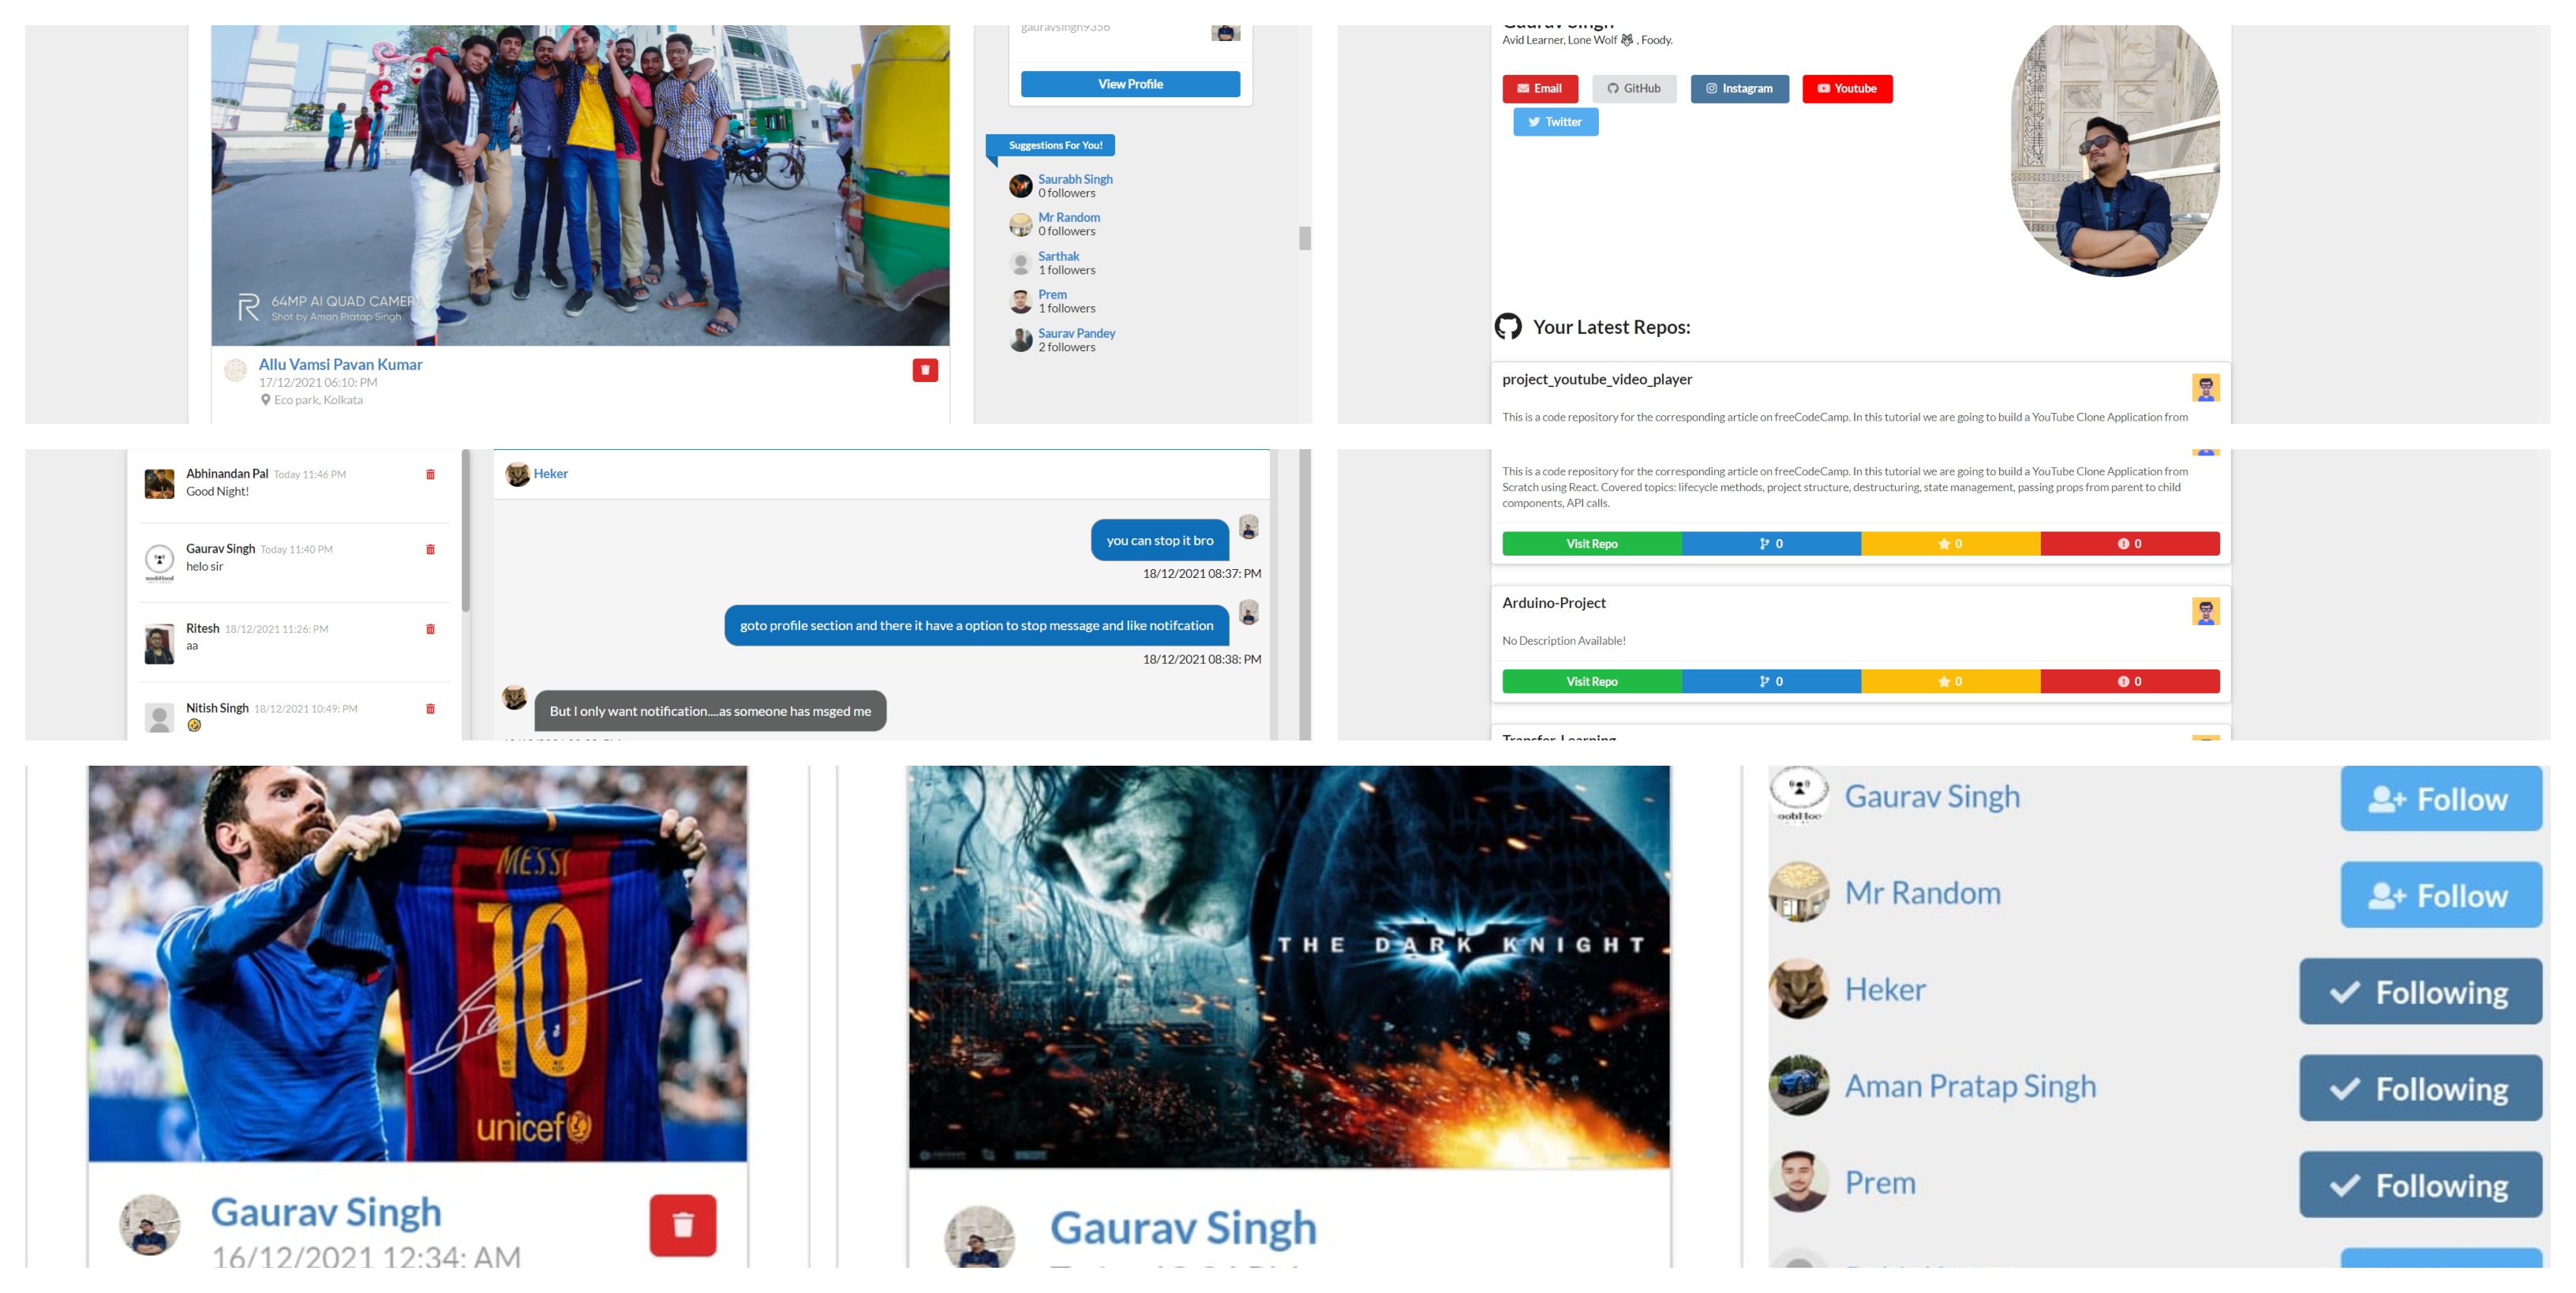 64MP AI QUAD CAMERA
Shot by Aman Pratap Singh
Allu Vamsi Pavan Kumar
17/12/2021 06:10: PM
Eco park, Kolkata
gauravsingh9356
View Profile
Suggestions For You!
Saurabh Singh
0 followers
Mr Random
0 followers
Sarthak
1 followers
Prem
1 followers
Saurav Pandey
2 followers
Gaurav Singh
Avid Learner, Lone Wolf 🐺 , Foody.
Email
GitHub
Instagram
Youtube
Twitter
Your Latest Repos:
project_youtube_video_player
This is a code repository for the corresponding article on freeCodeCamp. In this tutorial we are going to build a YouTube Clone Application from
Abhinandan Pal Today 11:46 PM
Good Night!
Gaurav Singh Today 11:40 PM
helo sir
Ritesh 18/12/2021 11:26: PM
aa
Nitish Singh 18/12/2021 10:49: PM
🤣
Heker
you can stop it bro
18/12/2021 08:37: PM
goto profile section and there it have a option to stop message and like notifcation
18/12/2021 08:38: PM
But I only want notification....as someone has msged me
This is a code repository for the corresponding article on freeCodeCamp. In this tutorial we are going to build a YouTube Clone Application from
Scratch using React. Covered topics: lifecycle methods, project structure, destructuring, state management, passing props from parent to child
components, API calls.
Visit Repo 0 0 0
Arduino-Project
No Description Available!
Visit Repo 0 0 0
Transfer-Learning
MESSI
10
unicef
Gaurav Singh
16/12/2021 12:34: AM
THE DARK KNIGHT
Gaurav Singh
Gaurav Singh
Follow
Mr Random
Follow
Heker
Following
Aman Pratap Singh
Following
Prem
Following